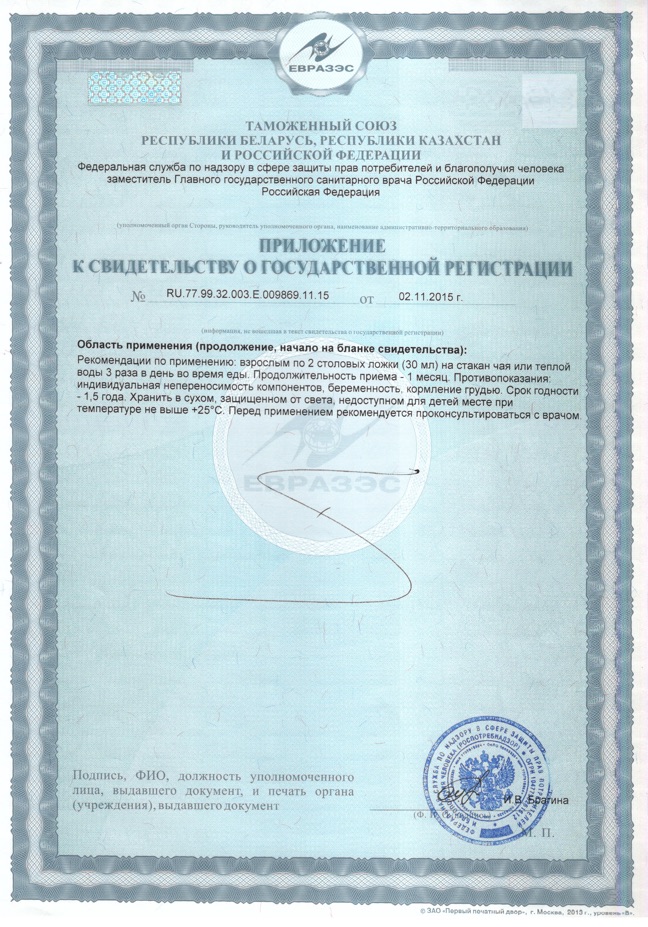 ЕВРАЗЭС
ТАМОЖЕННЫЙ СОЮЗ
РЕСПУБЛИКИ БЕЛАРУСЬ, РЕСПУБЛИКИ КАЗАХСТАН
И РОССИЙСКОЙ ФЕДЕРАЦИИ
Федеральная служба по надзору в сфере защиты прав потребителей и благополучия человека
заместитель Главного государственного санитарного врача Российской Федерации
Российская Федерация
(уполномоченный орган Стороны, руководитель уполномоченного органа, наименование административно-территориального образования)
ПРИЛОЖЕНИЕ
К СВИДЕТЕЛЬСТВУ О ГОСУДАРСТВЕННОЙ РЕГИСТРАЦИИ
№ RU.77.99.32.003.Е.009869.11.15 от 02.11.2015 г.
(информация, не вошедшая в текст свидетельства о государственной регистрации)
Область применения (продолжение, начало на бланке свидетельства):
Рекомендации по применению: взрослым по 2 столовых ложки (30 мл) на стакан чая или теплой
воды 3 раза в день во время еды. Продолжительность приема - 1 месяц. Противопоказания:
индивидуальная непереносимость компонентов, беременность, кормление грудью. Срок годности
- 1,5 года. Хранить в сухом, защищенном от света, недоступном для детей месте при
температуре не выше +25°С. Перед применением рекомендуется проконсультироваться с врачом.
ЕВРАЗЭС
Подпись, ФИО, должность уполномоченного
лица, выдавшего документ, и печать органа
(учреждения), выдавшего документ
И.В. Брагина
М. П.
© ЗАО «Первый печатный двор», г. Москва, 2013 г., уровень «В».